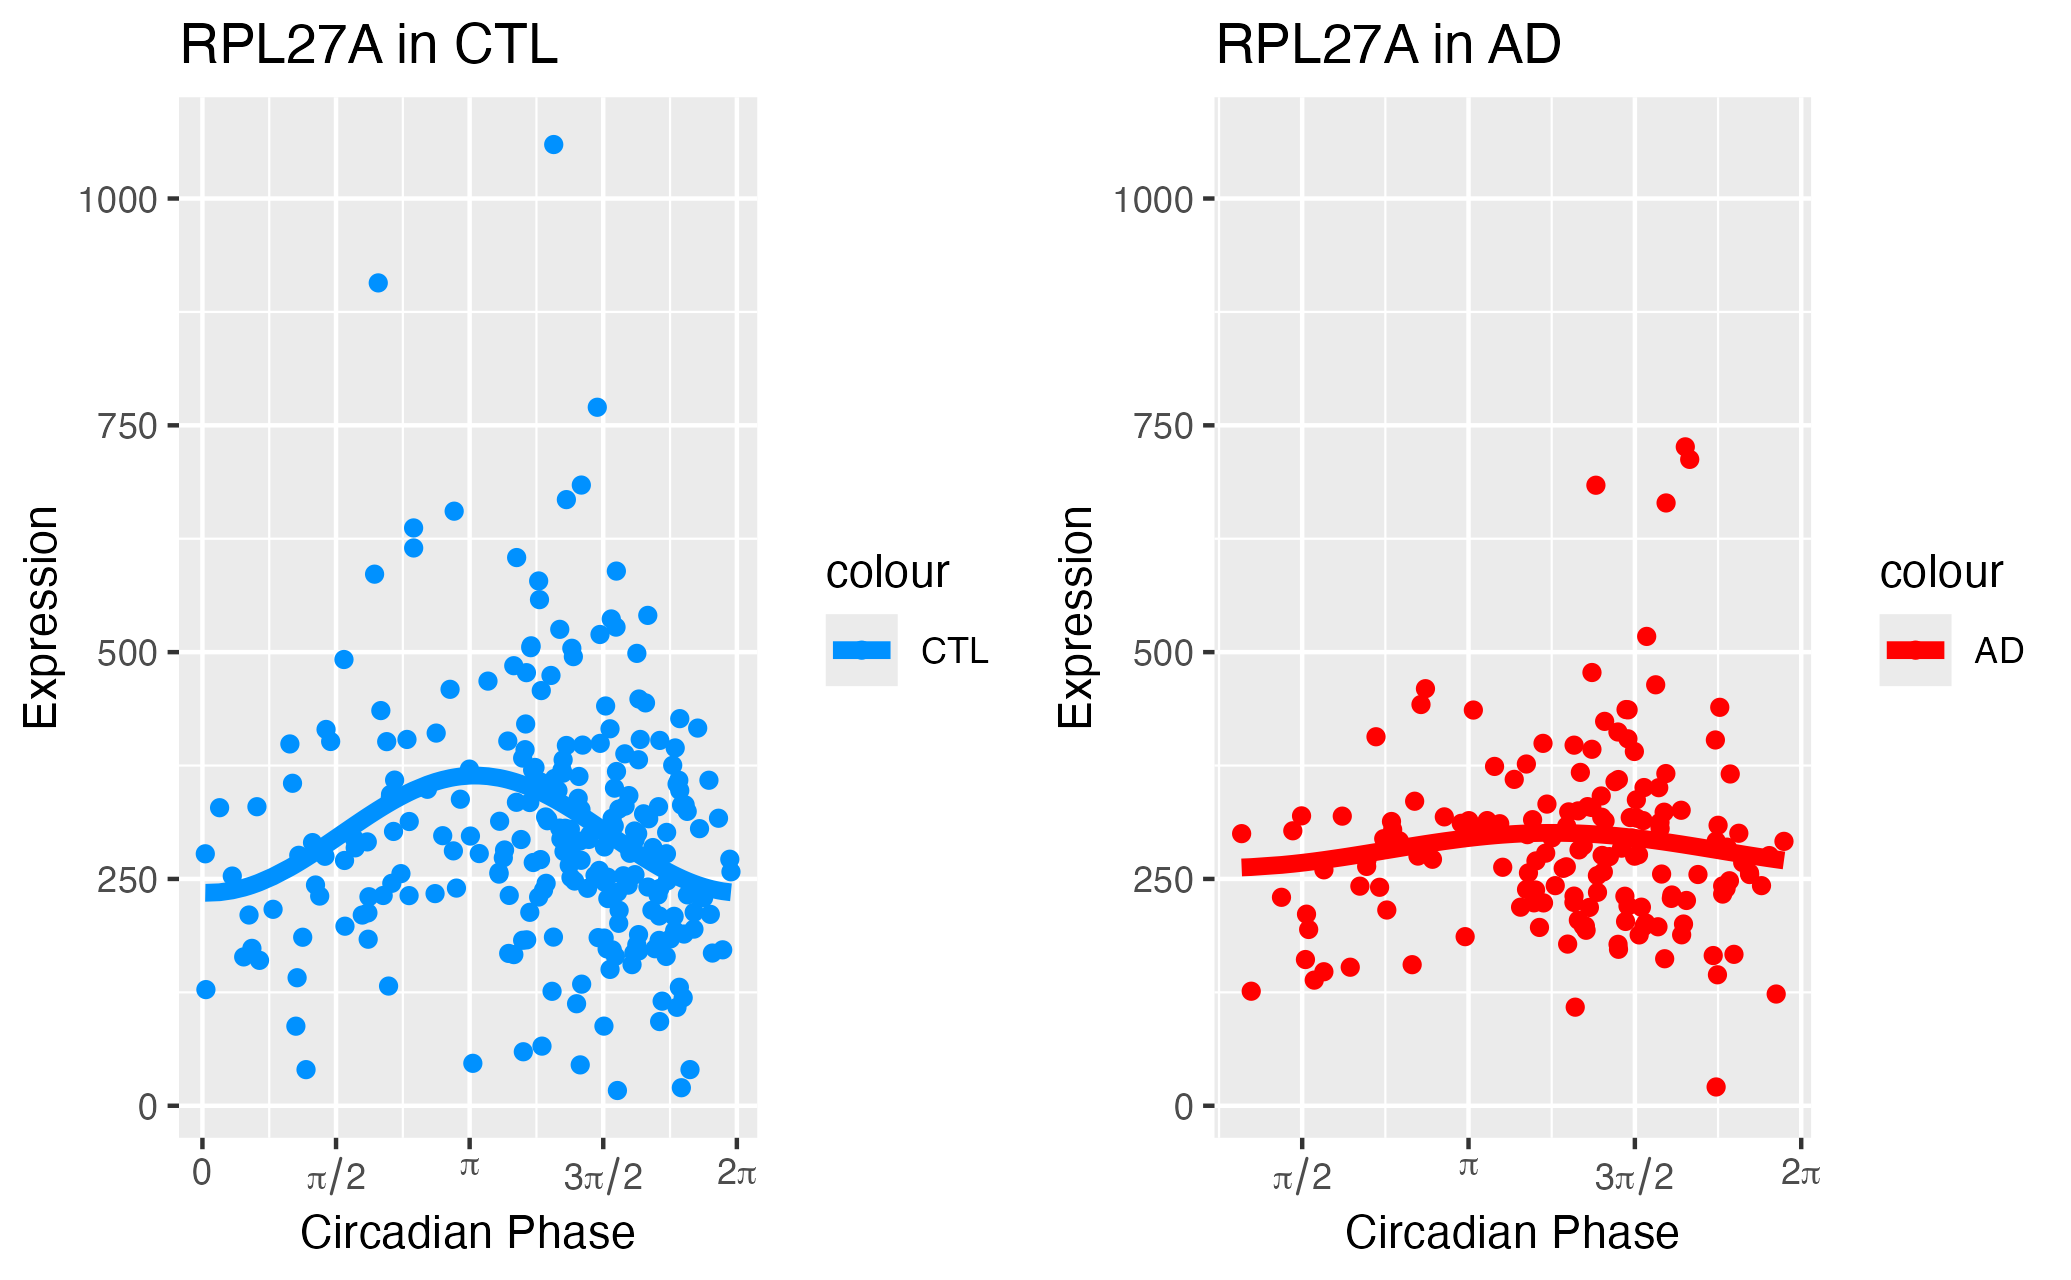 RPL27A in CTL
1000
750
500
250
0
Expression
0 π/2 π 3π/2 2π
Circadian Phase
colour
CTL
RPL27A in AD
1000
750
500
250
0
Expression
π/2 π 3π/2 2π
Circadian Phase
colour
AD